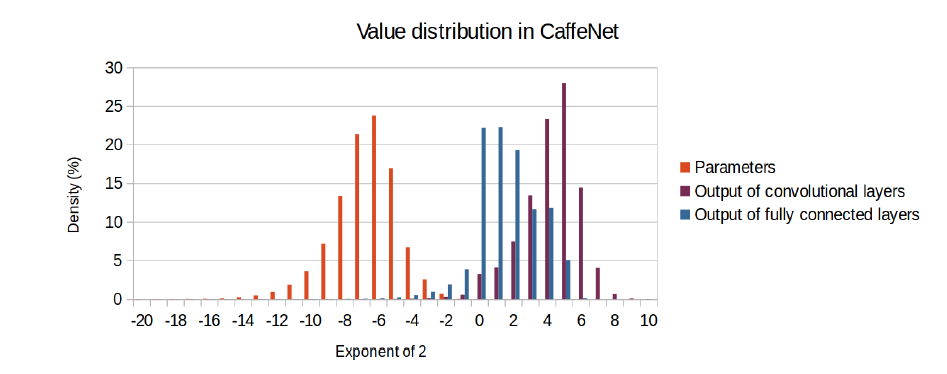 Value distribution in CaffeNet
30
25
20
15
10
5
0
Density (%)
-20 -18 -16 -14 -12 -10 -8 -6 -4 -2 0 2 4 6 8 10
Exponent of 2
Parameters
Output of convolutional layers
Output of fully connected layers